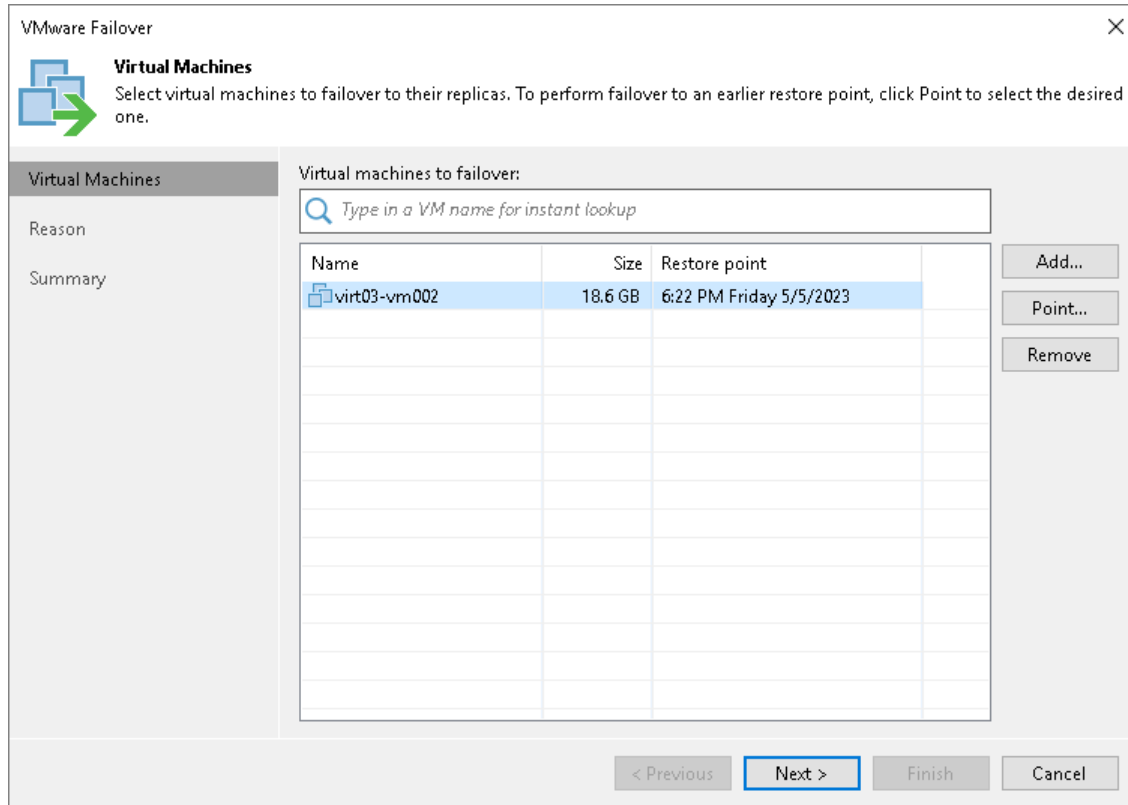 VMware Failover
Virtual Machines
Select virtual machines to failover to their replicas. To perform failover to an earlier restore point, click Point to select the desired
one.
Virtual Machines
Reason
Summary
Virtual machines to failover:
Type in a VM name for instant lookup
Name Size Restore point
virt03-vm002 18.6 GB 6:22 PM Friday 5/5/2023
Add...
Point...
Remove
< Previous Next > Finish Cancel